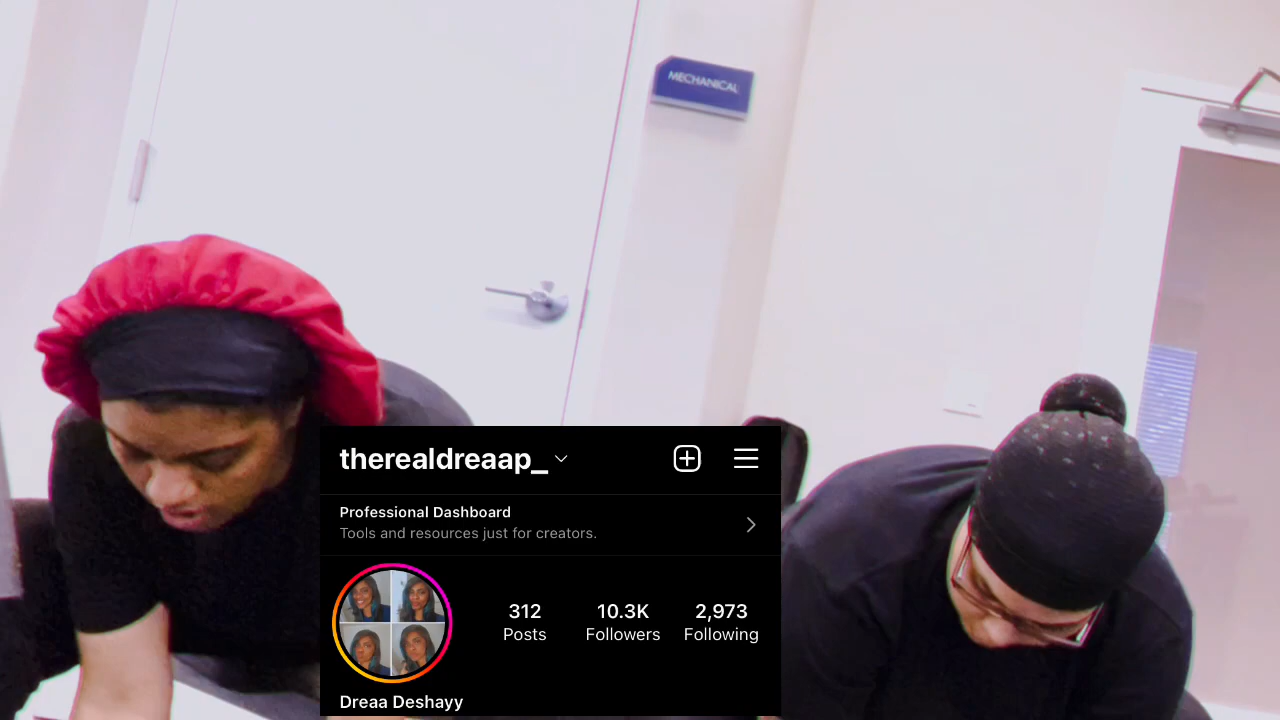 MECHANICAL
therealdreaap_
Professional Dashboard
Tools and resources just for creators.
312 10.3K 2,973
Posts Followers Following
Dreaa Deshayy